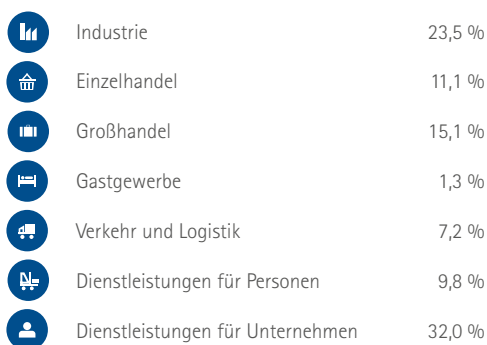 Industrie 23,5 %
Einzelhandel 11,1 %
Großhandel 15,1 %
Gastgewerbe 1,3 %
Verkehr und Logistik 7,2 %
Dienstleistungen für Personen 9,8 %
Dienstleistungen für Unternehmen 32,0 %